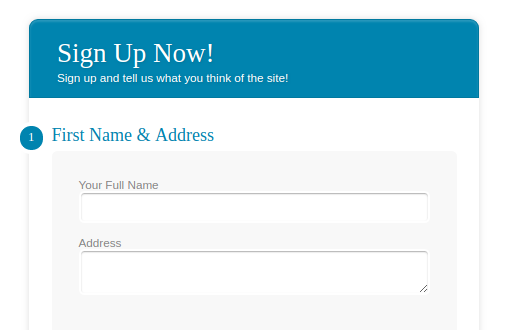 Sign Up Now!
Sign up and tell us what you think of the site!
1 First Name & Address
Your Full Name
Address